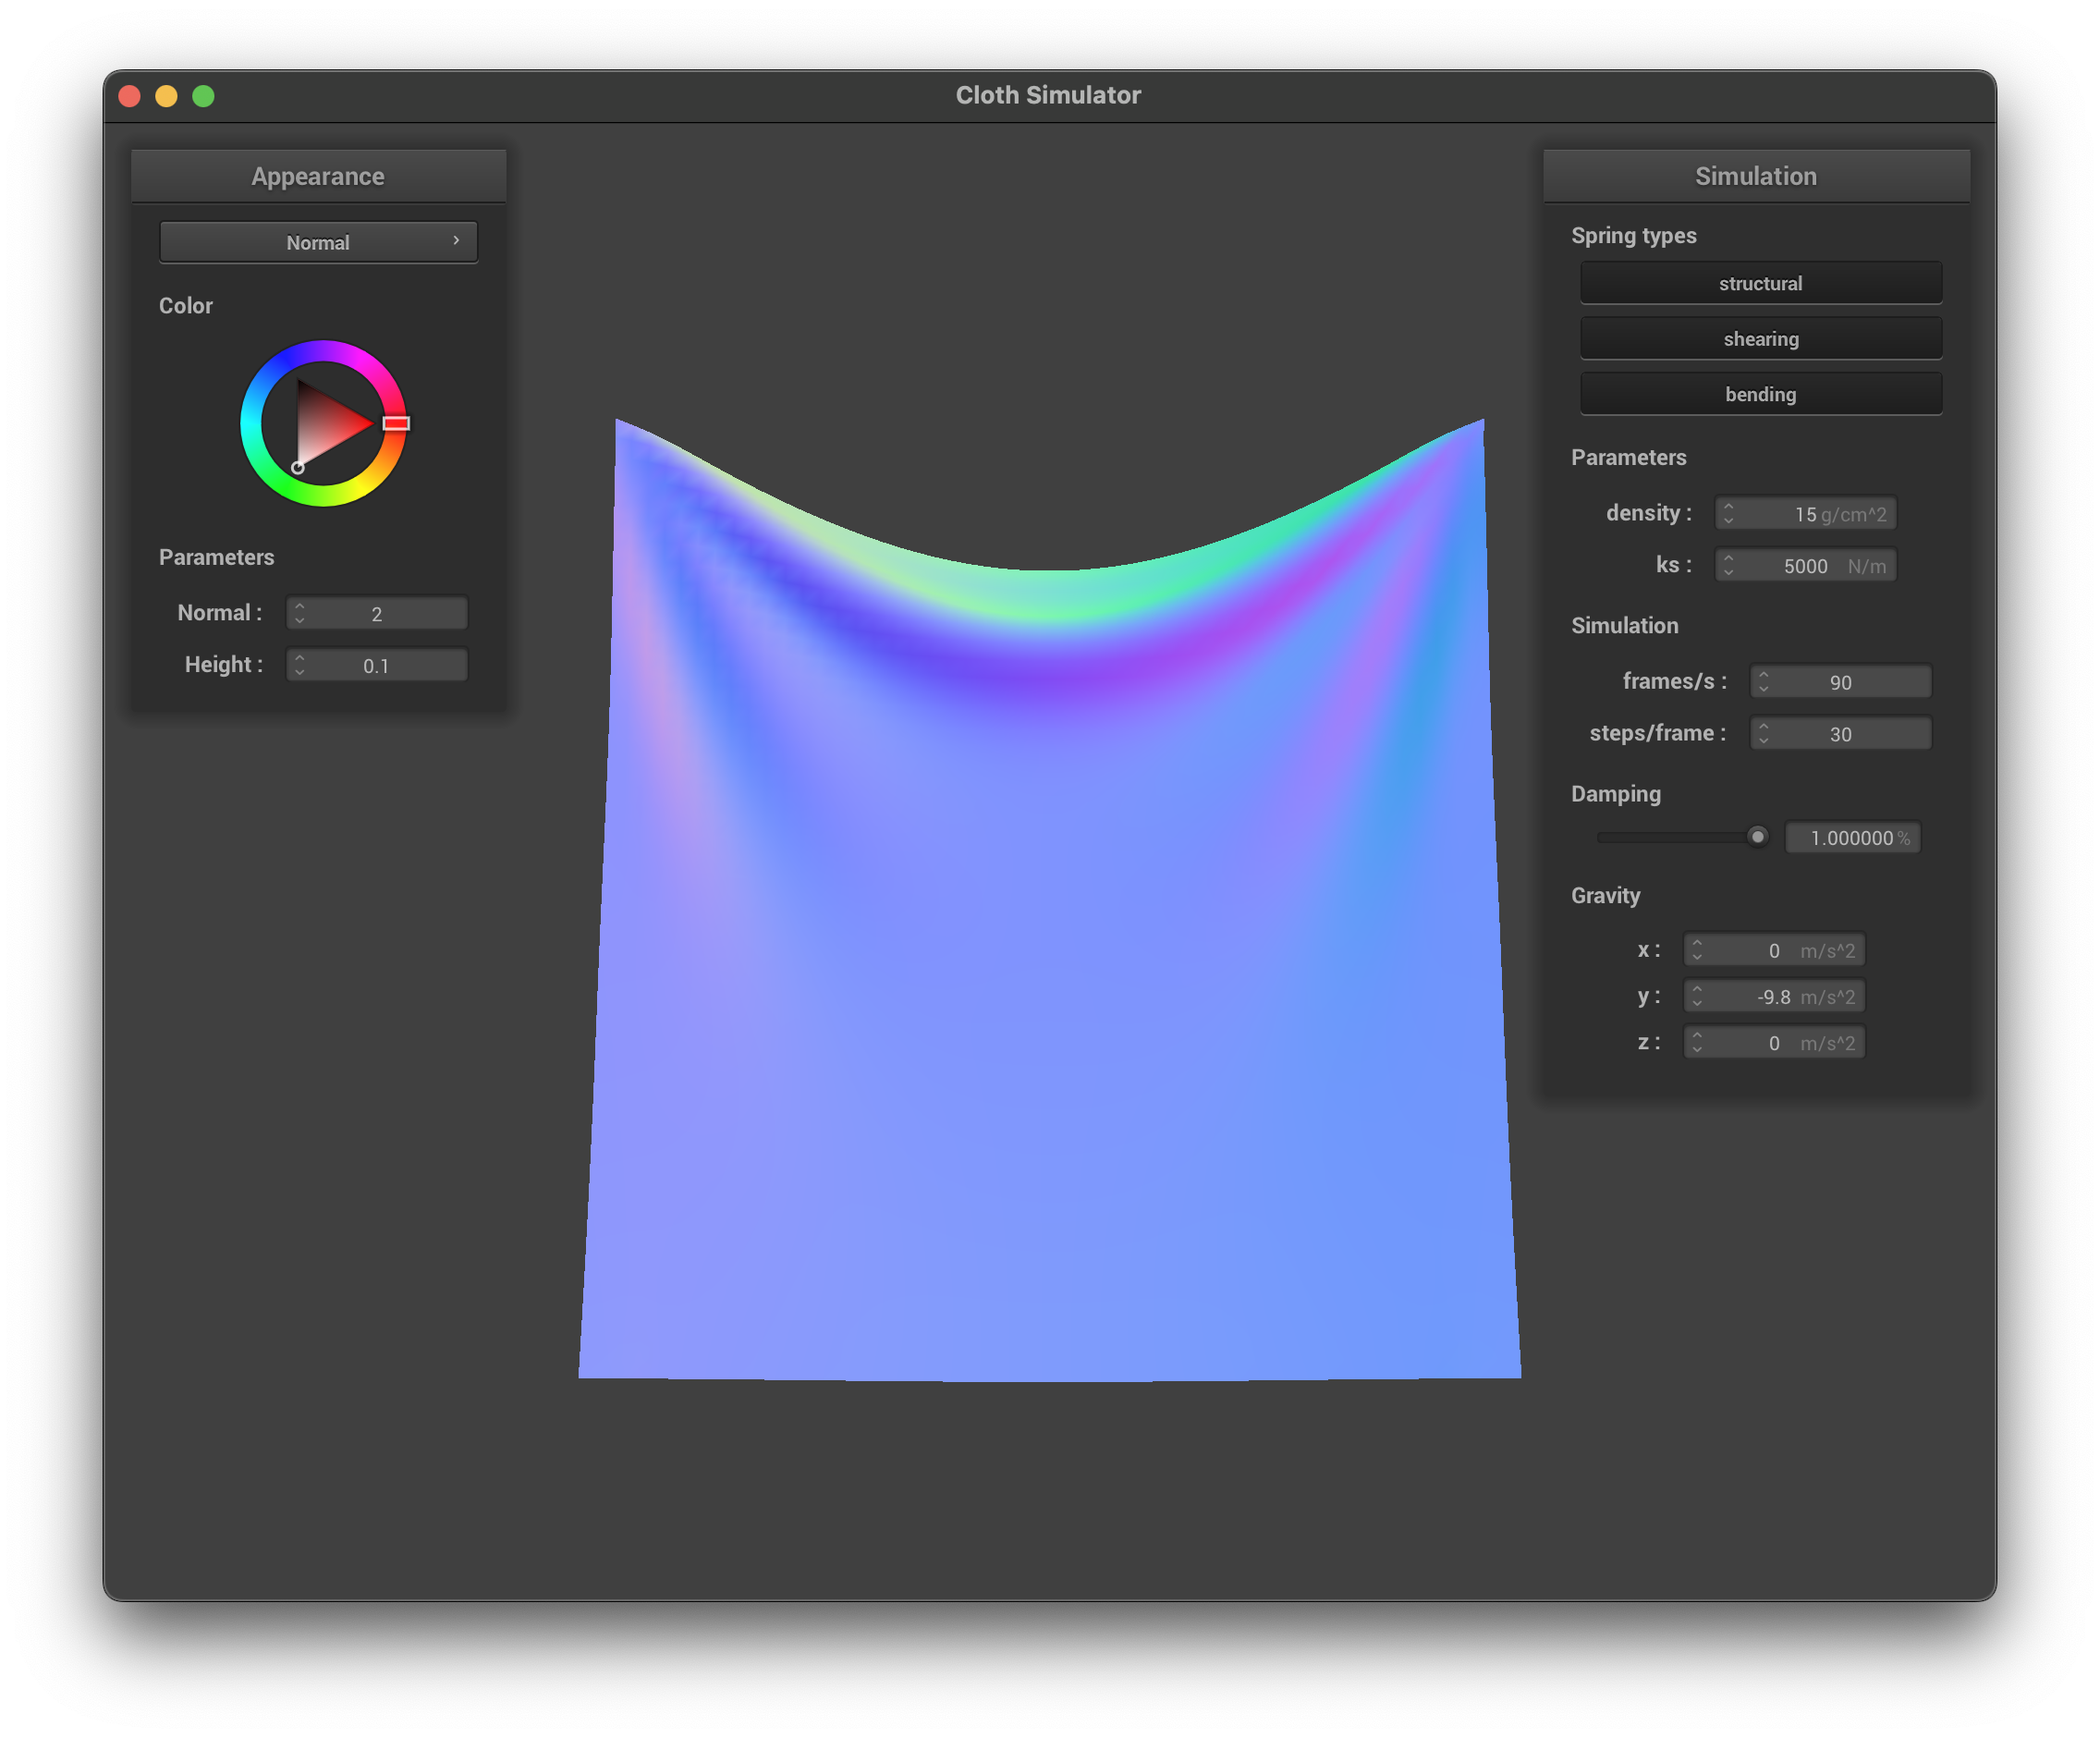 Cloth Simulator
Appearance
Normal
Color
Parameters
Normal : 2
Height : 0.1
Simulation
Spring types
structural
shearing
bending
Parameters
density : 15 g/cm^2
ks : 5000 N/m
Simulation
frames/s : 90
steps/frame : 30
Damping
1.000000 %
Gravity
x : 0 m/s^2
y : -9.8 m/s^2
z : 0 m/s^2